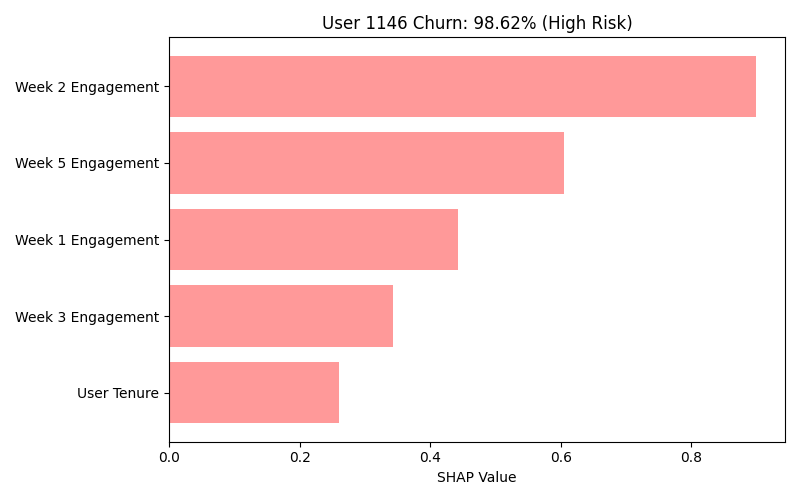 User 1146 Churn: 98.62% (High Risk)
Week 2 Engagement
Week 5 Engagement
Week 1 Engagement
Week 3 Engagement
User Tenure
0.0 0.2 0.4 0.6 0.8
SHAP Value